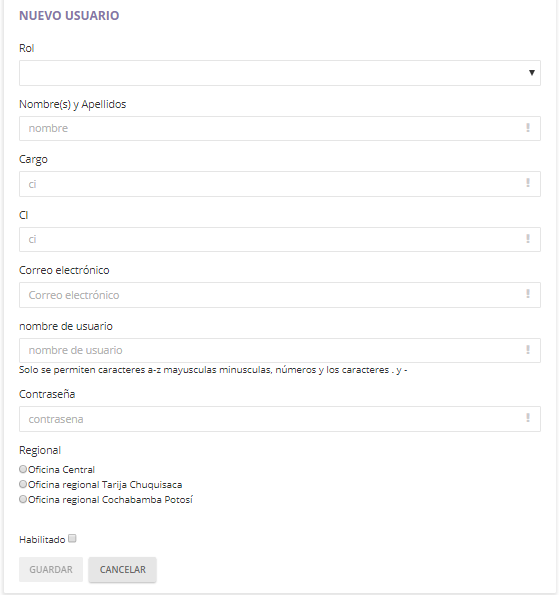 NUEVO USUARIO
Rol
Nombre(s) y Apellidos
nombre
Cargo
ci
CI
ci
Correo electrónico
Correo electrónico
nombre de usuario
nombre de usuario
Solo se permiten caracteres a-z mayusculas minusculas, números y los caracteres . y -
Contraseña
contrasena
Regional
Oficina Central
Oficina regional Tarija Chuquisaca
Oficina regional Cochabamba Potosí
Habilitado
GUARDAR CANCELAR